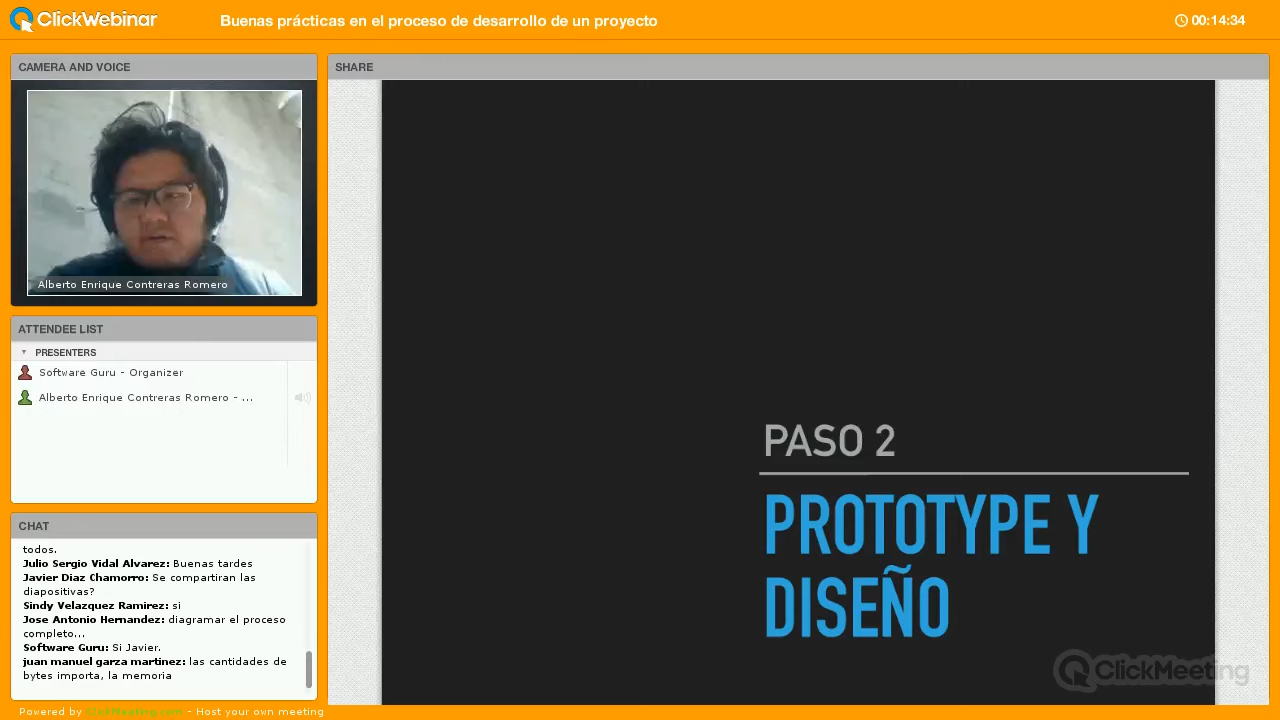 ClickWebinar
Buenas prácticas en el proceso de desarrollo de un proyecto
00:14:34
CAMERA AND VOICE
Alberto Enrique Contreras Romero
ATTENDEE LIST
PRESENTERS
Software Guru - Organizer
Alberto Enrique Contreras Romero - ...
CHAT
todos.
Julio Sergio Vidal Alvarez: Buenas tardes
Javier Diaz Chamorro: Se compartiran las
diapositivas?
Sindy Velazquez Ramirez: si
Jose Antonio Hernandez: diagramar el proceso
completo...
Software Guru: Si Javier.
juan manuel garza martinez: las cantidades de
bytes importa, la memoria
Powered by ClickMeeting.com - Host your own meeting
SHARE
PASO 2
PROTOTYPE Y
DISEÑO
ClickMeeting